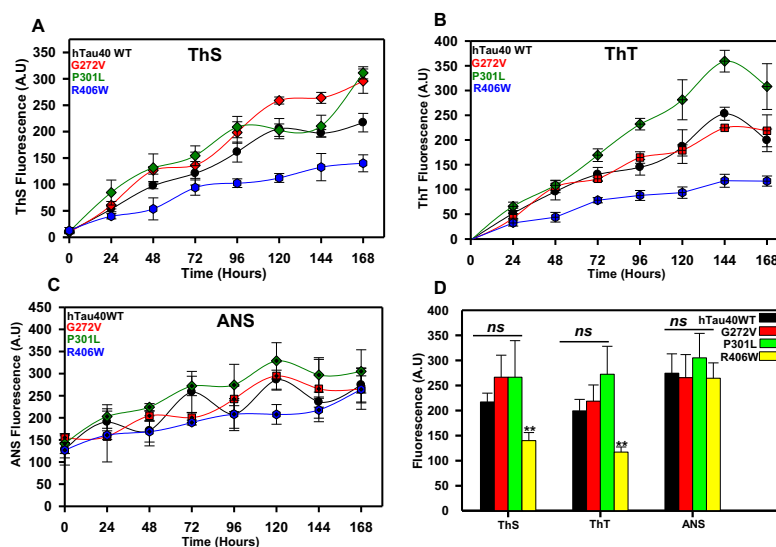 A
ThS
hTau40 WT
G272V
P301L
R406W
350
300
250
200
150
100
50
0
ThS Fluorescence (A.U)
0 24 48 72 96 120 144 168
Time (Hours)
B
ThT
hTau40 WT
G272V
P301L
R406W
400
350
300
250
200
150
100
50
0
ThT Fluorescence (A.U)
24 48 72 96 120 144 168
Time (Hours)
C
ANS
hTau40WT
G272V
P301L
R406W
450
400
350
300
250
200
150
100
50
0
ANS Fluorescence (A.U)
0 24 48 72 96 120 144 168
Time (Hours)
D
hTau40WT
G272V
P301L
R406W
400
350
300
250
200
150
100
50
0
Fluorescence (A.U)
ns ns ns
** **
ThS ThT ANS